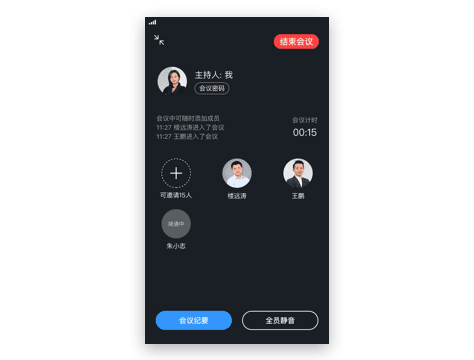 结束会议
主持人: 我
会议密码
会议中可随时添加成员
会议计时
11:27 楼远涛进入了会议
00:15
11:27 王鹏进入了会议
可邀请15人
楼远涛
王鹏
接通中
朱小志
会议纪要
全员静音